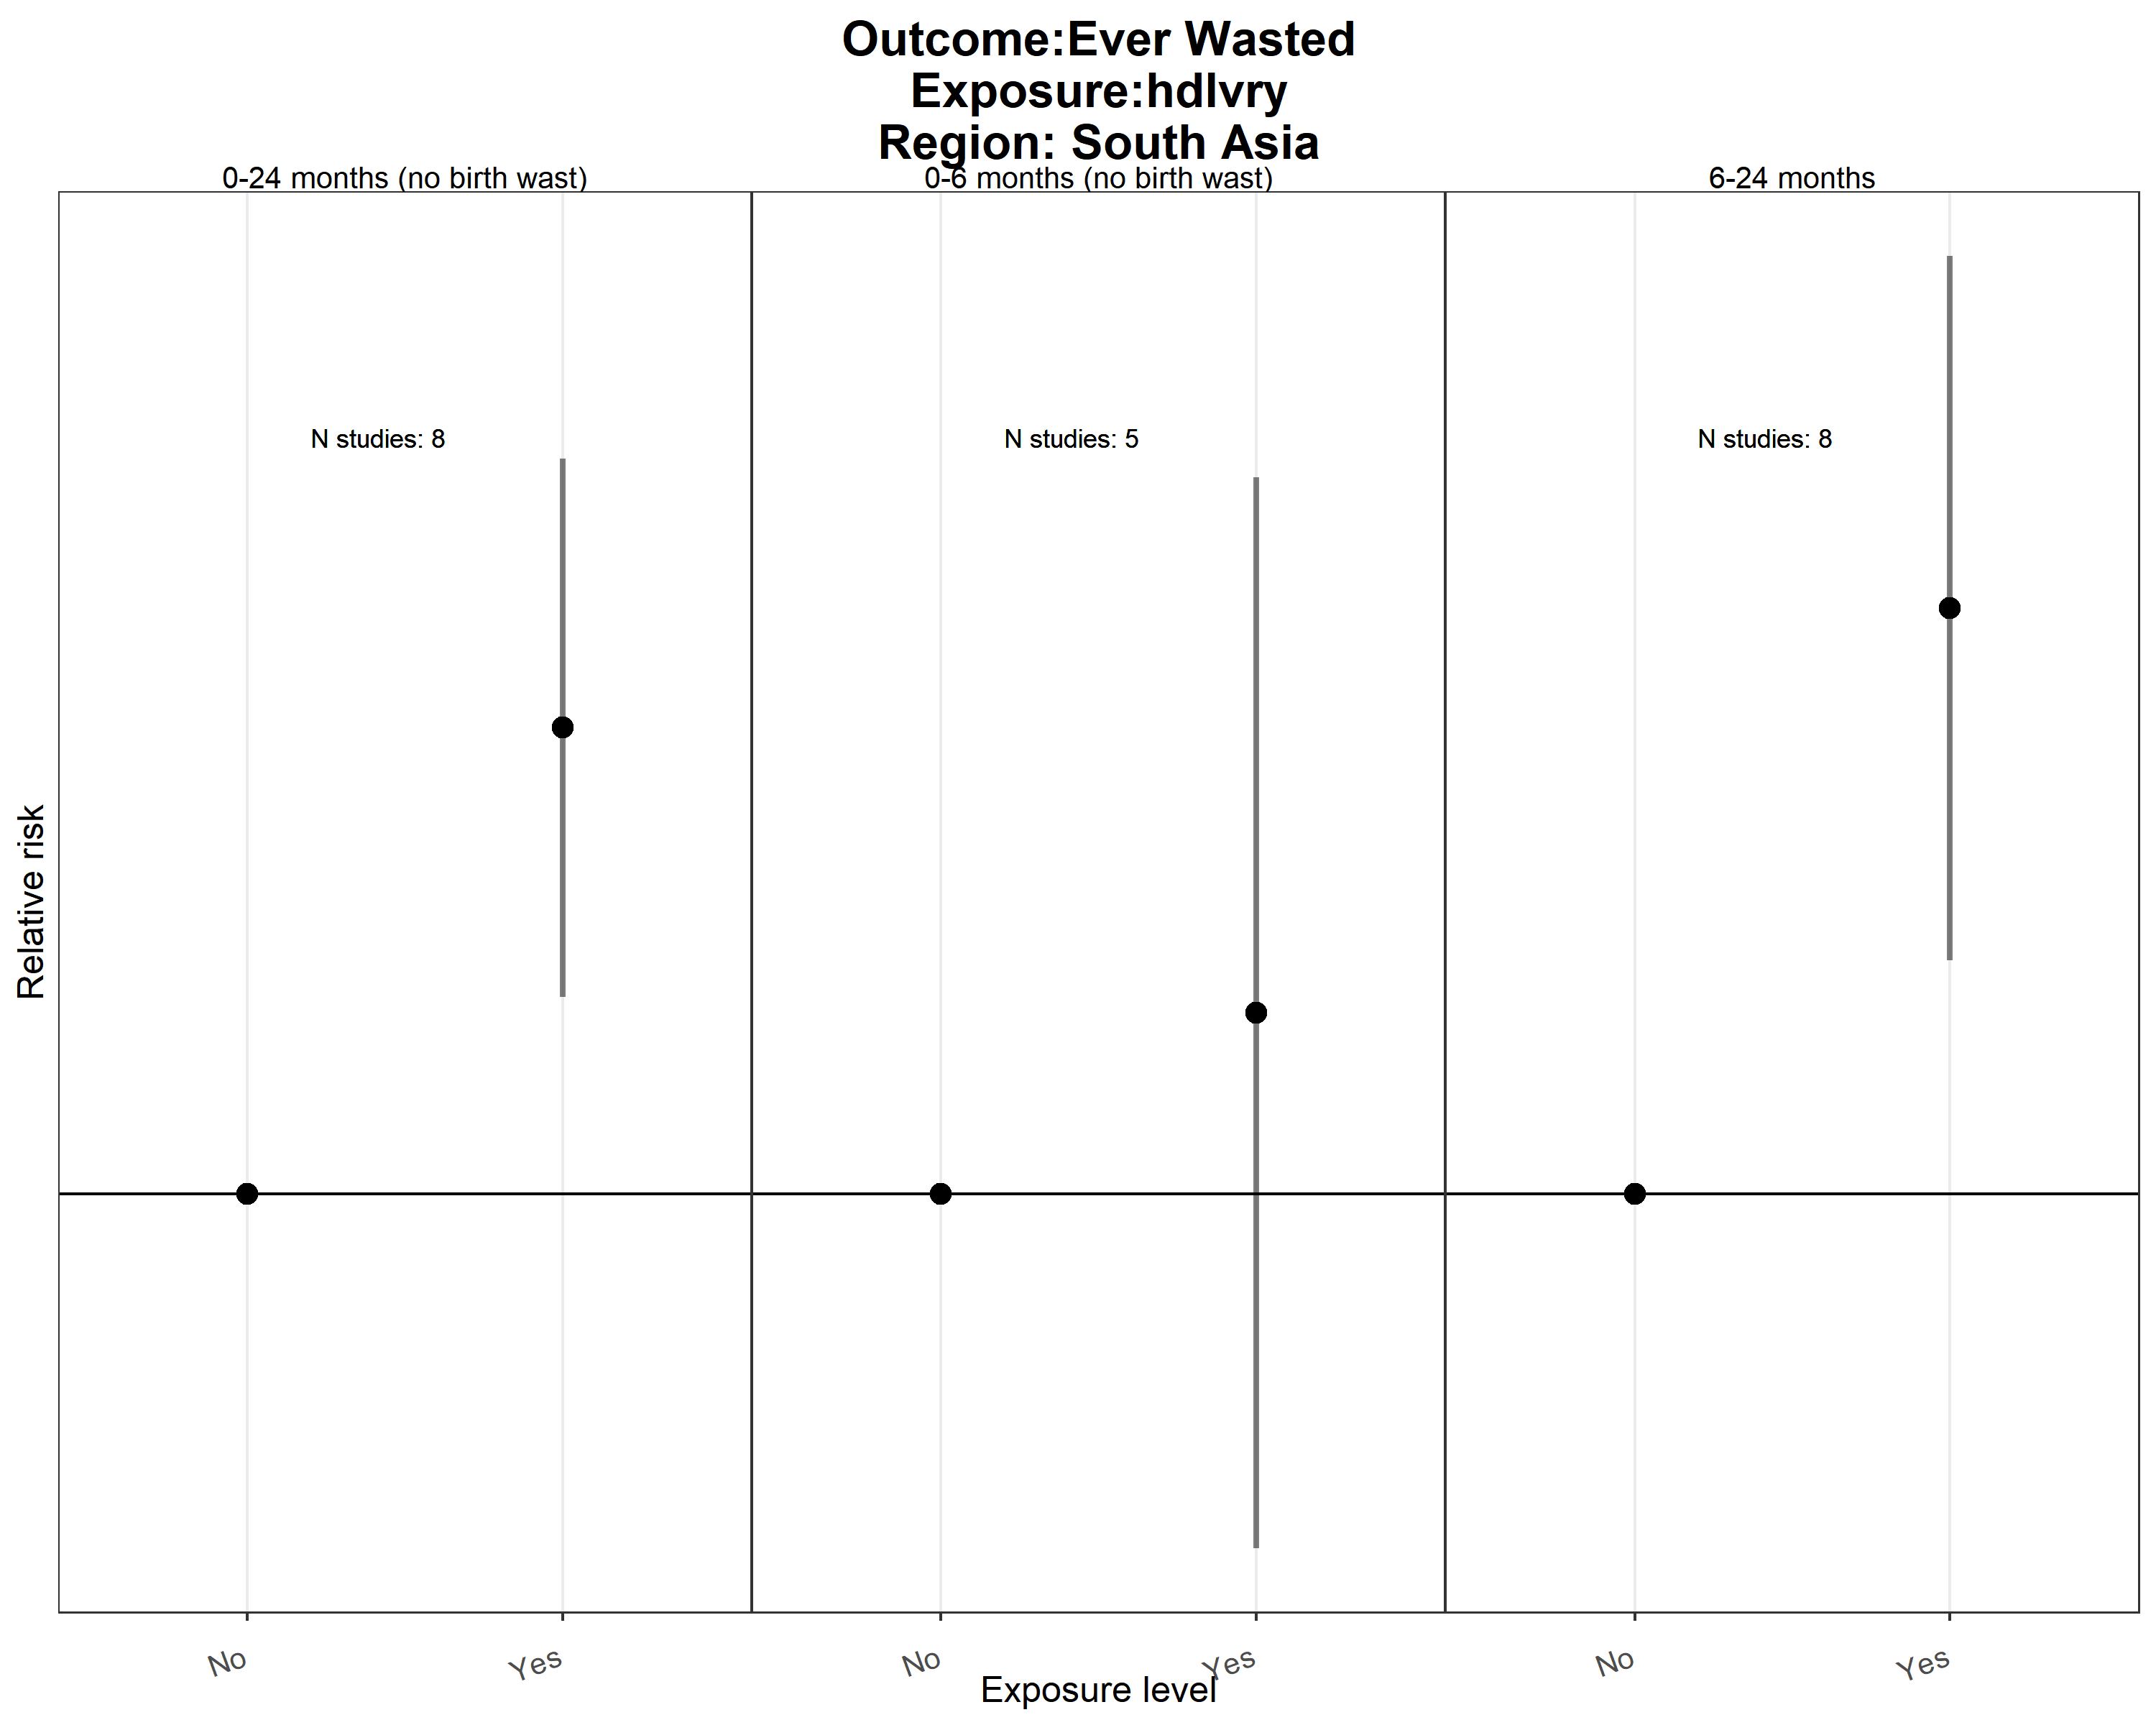 Outcome:Ever Wasted
Exposure:hdlvry
Region: South Asia
0-24 months (no birth wast)
0-6 months (no birth wast)
6-24 months
N studies: 8
N studies: 5
N studies: 8
Relative risk
No
Yes
No
Yes
No
Yes
Exposure level